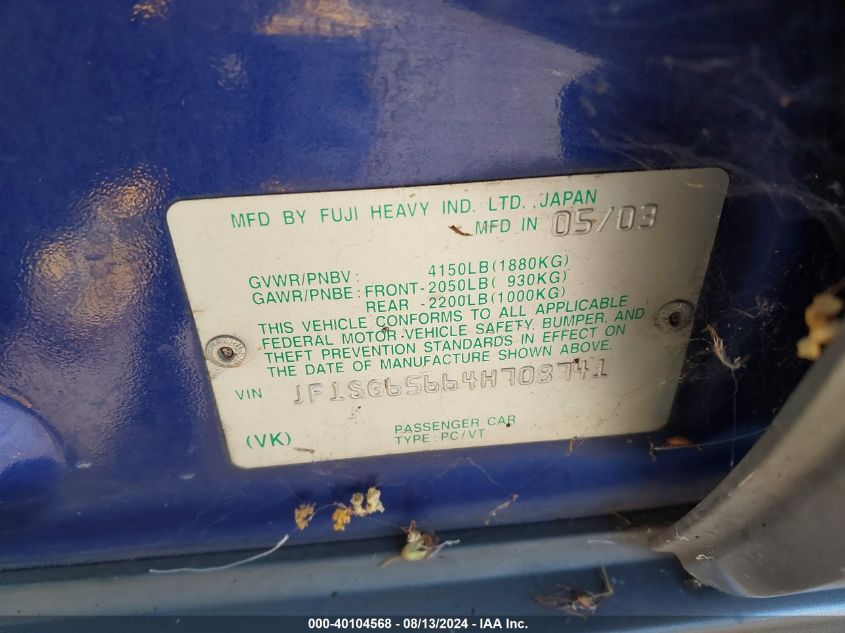 MFD BY FUJI HEAVY IND. LTD. JAPAN
MFD IN 05/03
GVWR/PNBV : 4150LB(1880KG)
GAWR/PNBE : FRONT-2050LB( 930KG)
REAR -2200LB(1000KG)
THIS VEHICLE CONFORMS TO ALL APPLICABLE
FEDERAL MOTOR VEHICLE SAFETY, BUMPER, AND
THEFT PREVENTION STANDARDS IN EFFECT ON
THE DATE OF MANUFACTURE SHOWN ABOVE.
VIN JF1SG65664H708741
PASSENGER CAR
(VK) TYPE : PC/VT
000-40104568 - 08/13/2024 - IAA Inc.